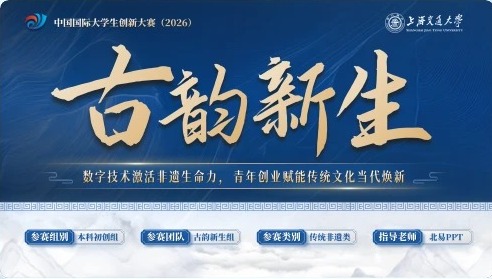 中国国际大学生创新大赛（2026）
上海交通大学
SHANGHAI JIAO TONG UNIVERSITY
古韵新生
数字技术激活非遗生命力，青年创业赋能传统文化当代焕新
参赛组别 本科初创组
参赛团队 古韵新生组
参赛类别 传统非遗类
指导老师 北易PPT